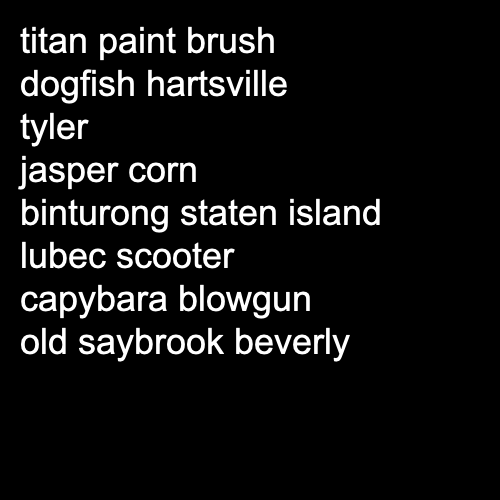 titan paint brush
dogfish hartsville
tyler
jasper corn
binturong staten island
lubec scooter
capybara blowgun
old saybrook beverly